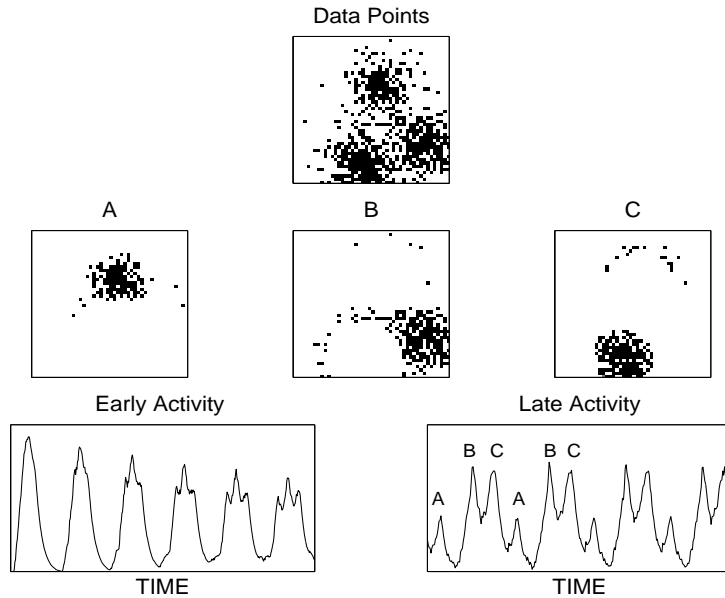 Data Points
A
B
C
Early Activity
Late Activity
B C
B C
A
A
TIME
TIME